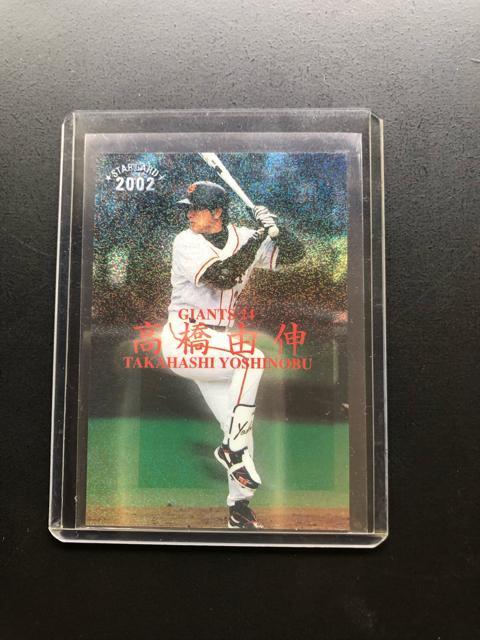 ★STAR CARD★
2002
GIANTS 24
高橋由伸
TAKAHASHI YOSHINOBU